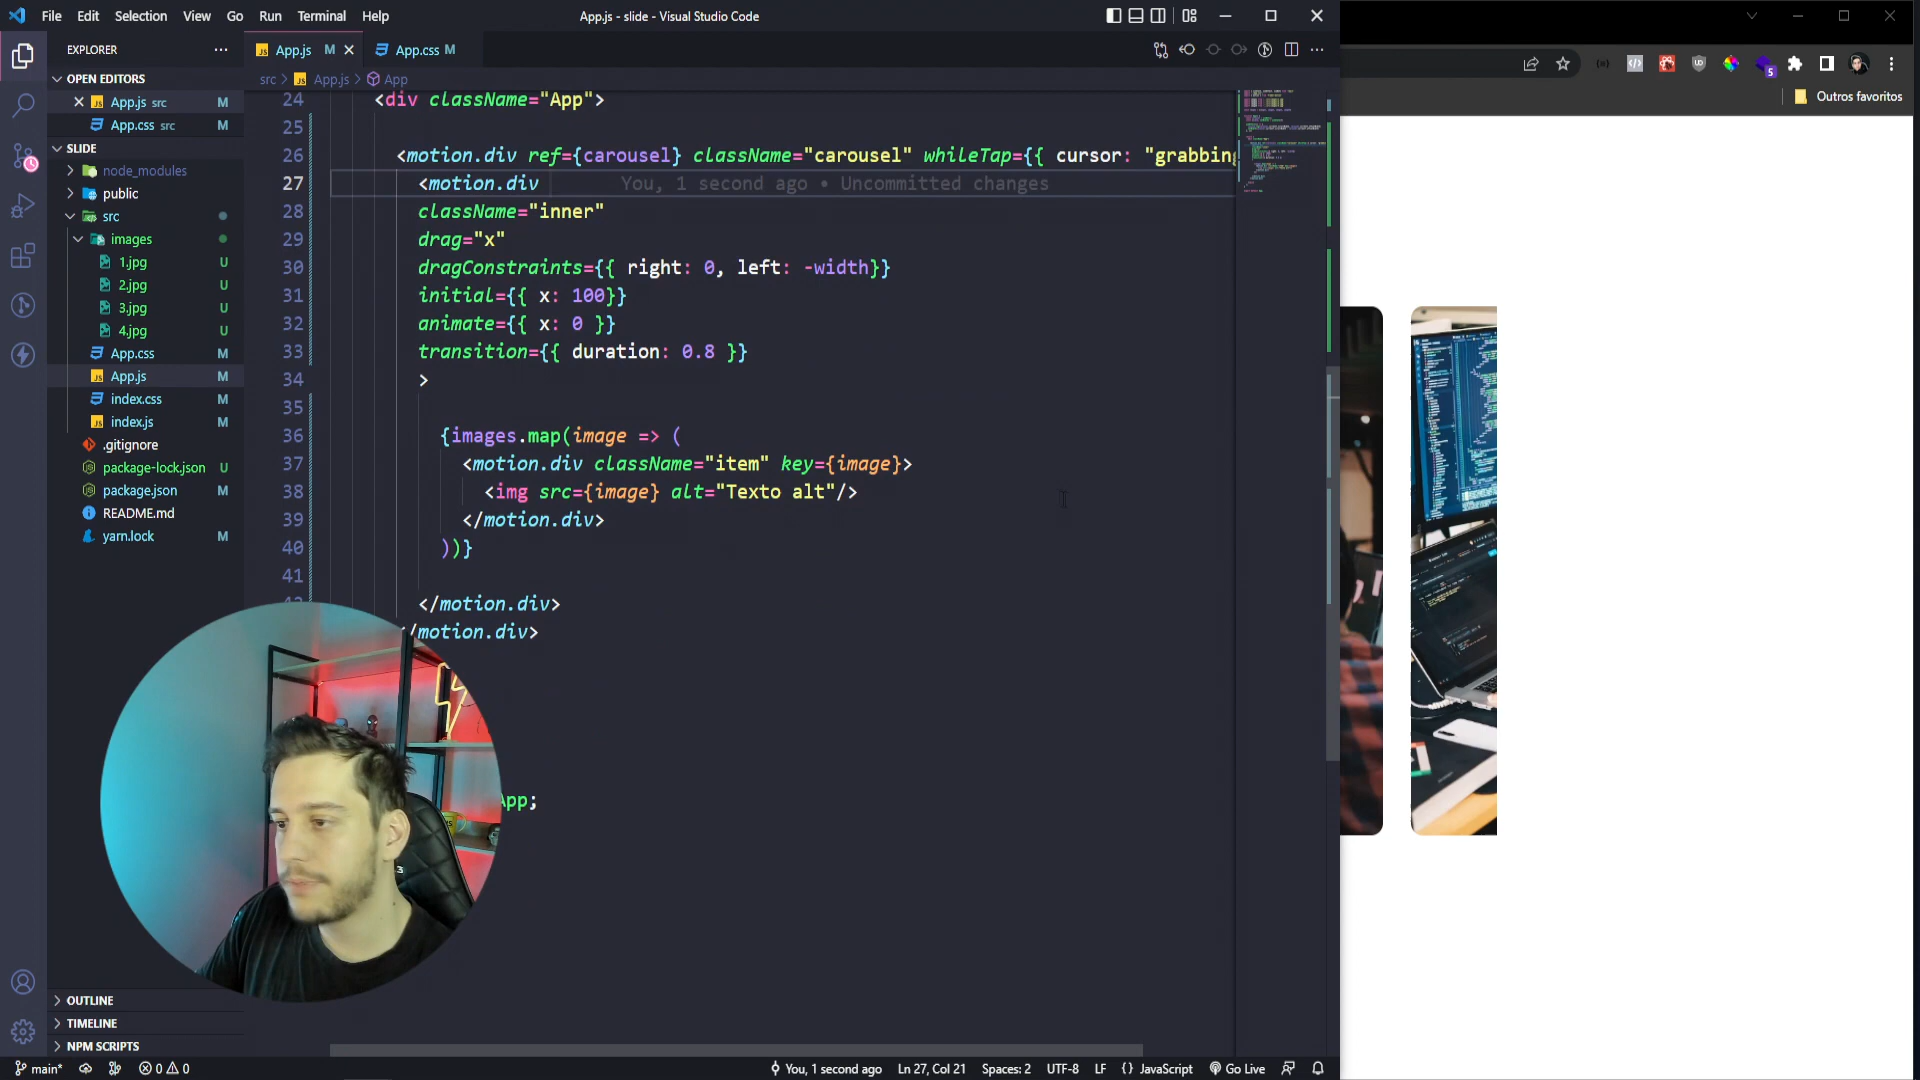 File Edit Selection View Go Run Terminal Help
App.js - slide - Visual Studio Code
EXPLORER
App.js M
App.css M
OPEN EDITORS
App.js src M
App.css src M
src > App.js > App
SLIDE
node_modules
public
src
images
1.jpg U
2.jpg U
3.jpg U
4.jpg U
App.css M
App.js M
index.css M
index.js M
.gitignore
package-lock.json U
package.json M
README.md
yarn.lock M
24 <div className="App">
25
26 <motion.div ref={carousel} className="carousel" whileTap={{ cursor: "grabbing
27 <motion.div You, 1 second ago • Uncommitted changes
28 className="inner"
29 drag="x"
30 dragConstraints={{ right: 0, left: -width}}
31 initial={{ x: 100}}
32 animate={{ x: 0 }}
33 transition={{ duration: 0.8 }}
34 >
35
36 {images.map(image => (
37 <motion.div className="item" key={image}>
38 <img src={image} alt="Texto alt"/>
39 </motion.div>
40 ))}
41
</motion.div>
/motion.div>
App;
OUTLINE
TIMELINE
NPM SCRIPTS
main* 0 0
You, 1 second ago Ln 27, Col 21 Spaces: 2 UTF-8 LF {} JavaScript Go Live
5
Outros favoritos